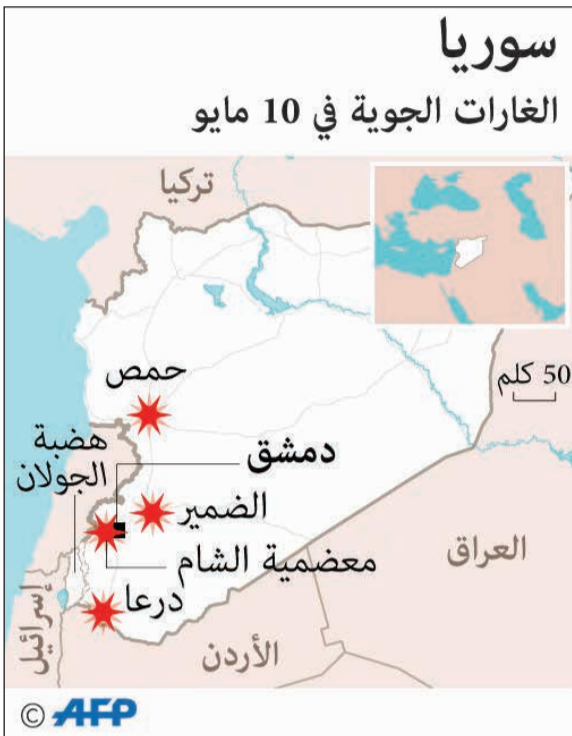 سوريا
الغارات الجوية في 10 مايو
تركيا
50 كلم
حمص
هضبة
الجولان
دمشق
الضمير
العراق
معضمية الشام
درعا
إسرائيل
الأردن
© AFP